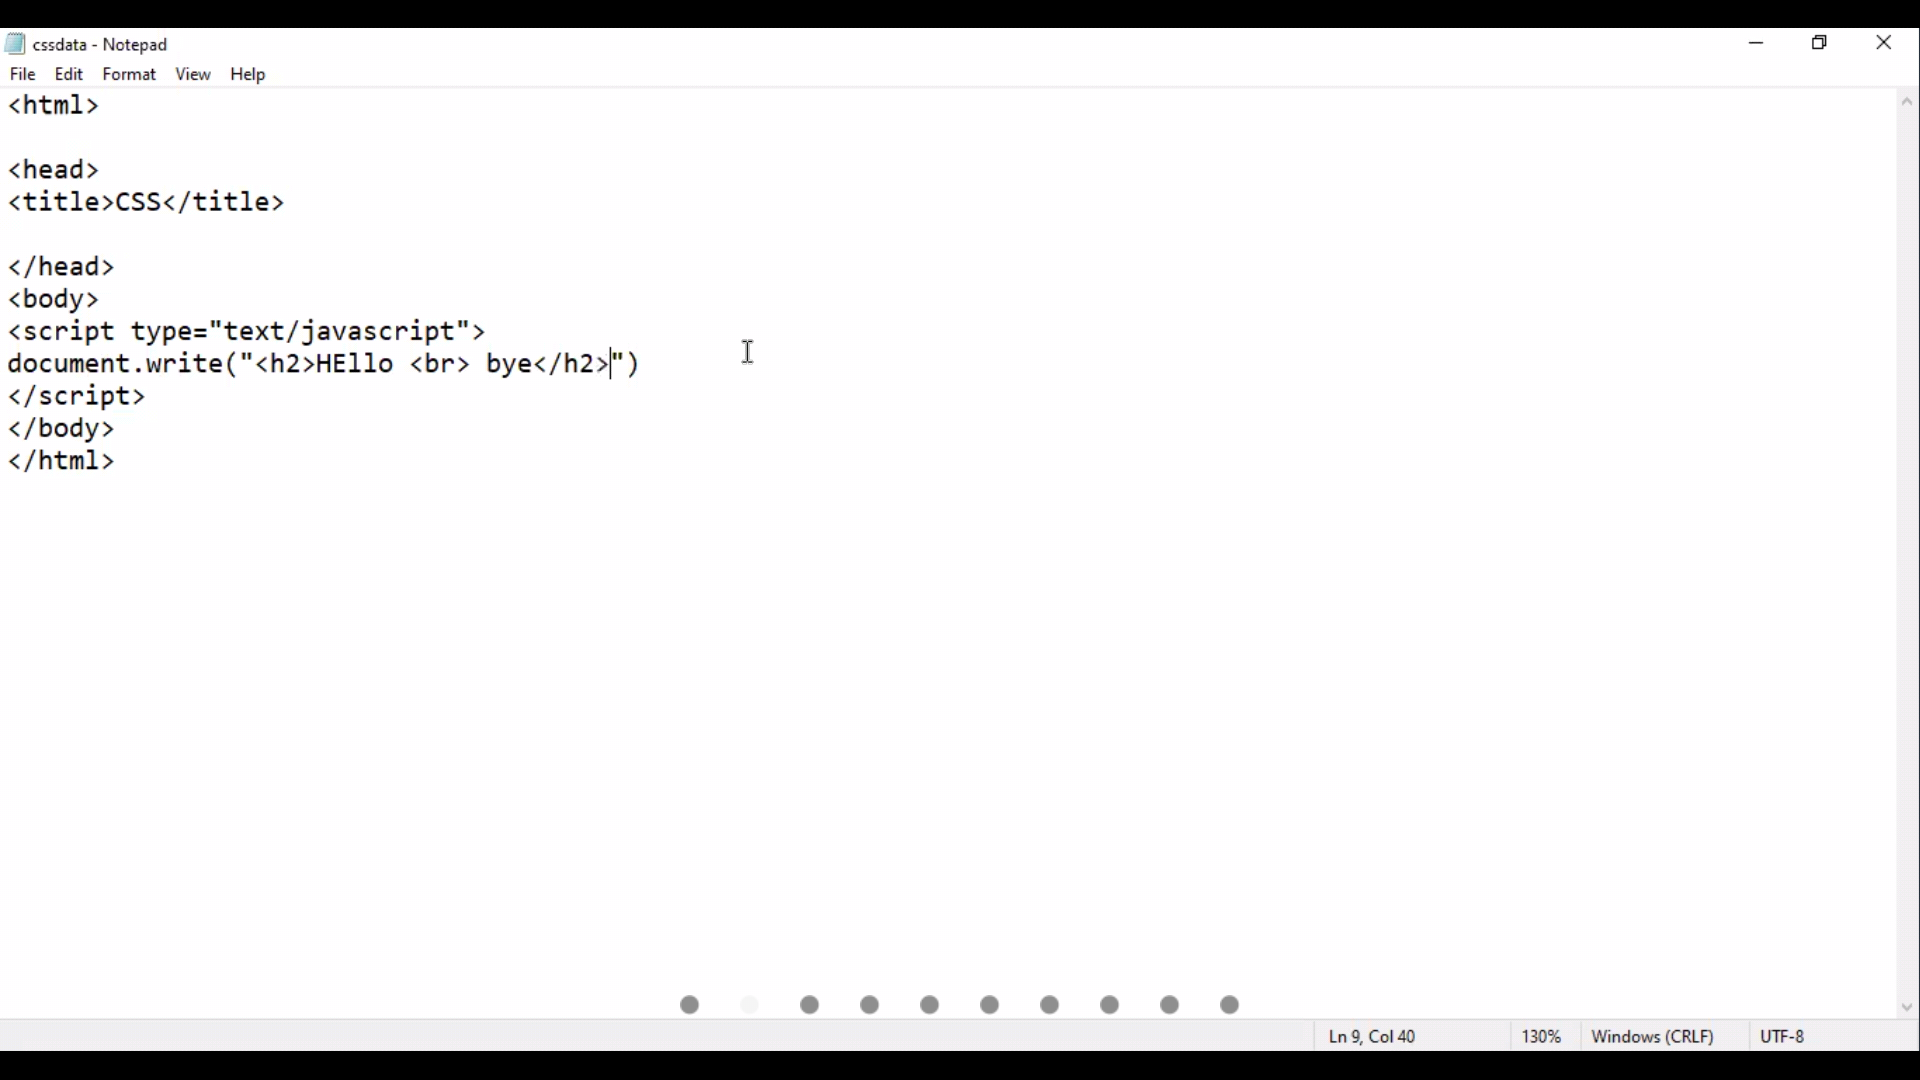 cssdata - Notepad
File Edit Format View Help
<html>
<head>
<title>CSS</title>
</head>
<body>
<script type="text/javascript">
document.write("<h2>HEllo <br> bye</h2>")
</script>
</body>
</html>
Ln 9, Col 40 130% Windows (CRLF) UTF-8